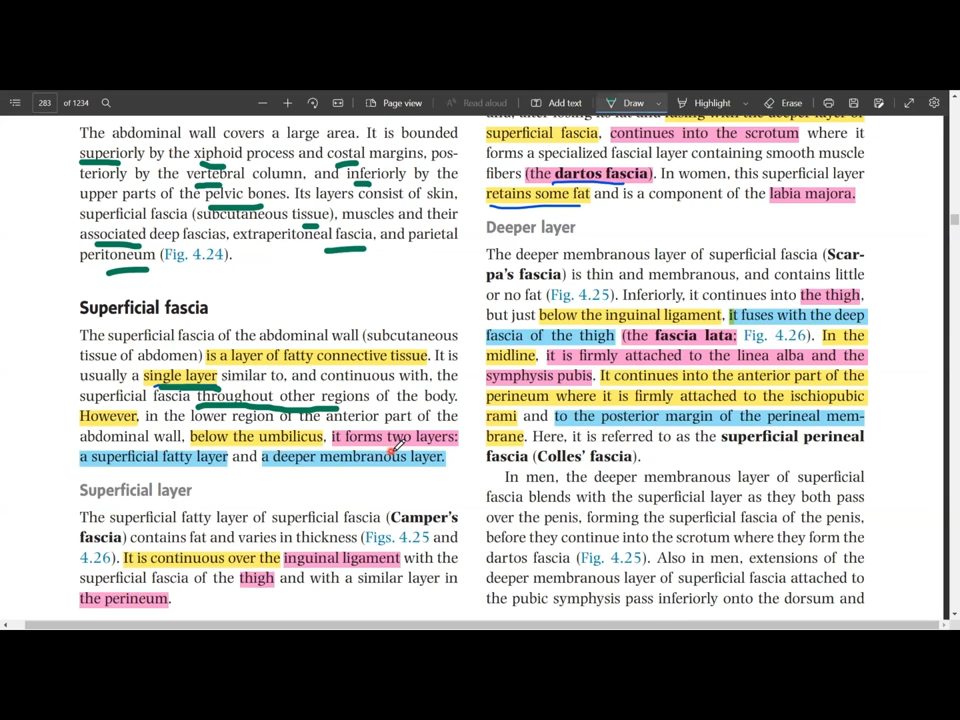 283 of 1234 Page view Read aloud Add text Draw Highlight Erase
The abdominal wall covers a large area. It is bounded
superiorly by the xiphoid process and costal margins, pos-
teriorly by the vertebral column, and inferiorly by the
upper parts of the pelvic bones. Its layers consist of skin,
superficial fascia (subcutaneous tissue), muscles and their
associated deep fascias, extraperitoneal fascia, and parietal
peritoneum (Fig. 4.24).
Superficial fascia
The superficial fascia of the abdominal wall (subcutaneous
tissue of abdomen) is a layer of fatty connective tissue. It is
usually a single layer similar to, and continuous with, the
superficial fascia throughout other regions of the body.
However, in the lower region of the anterior part of the
abdominal wall, below the umbilicus, it forms two layers:
a superficial fatty layer and a deeper membranous layer.
Superficial layer
The superficial fatty layer of superficial fascia (Camper's
fascia) contains fat and varies in thickness (Figs. 4.25 and
4.26). It is continuous over the inguinal ligament with the
superficial fascia of the thigh and with a similar layer in
the perineum.
and, after losing its fat and fusing with the deeper layer of
superficial fascia, continues into the scrotum where it
forms a specialized fascial layer containing smooth muscle
fibers (the dartos fascia). In women, this superficial layer
retains some fat and is a component of the labia majora.
Deeper layer
The deeper membranous layer of superficial fascia (Scar-
pa's fascia) is thin and membranous, and contains little
or no fat (Fig. 4.25). Inferiorly, it continues into the thigh,
but just below the inguinal ligament, it fuses with the deep
fascia of the thigh (the fascia lata; Fig. 4.26). In the
midline, it is firmly attached to the linea alba and the
symphysis pubis. It continues into the anterior part of the
perineum where it is firmly attached to the ischiopubic
rami and to the posterior margin of the perineal mem-
brane. Here, it is referred to as the superficial perineal
fascia (Colles' fascia).
In men, the deeper membranous layer of superficial
fascia blends with the superficial layer as they both pass
over the penis, forming the superficial fascia of the penis,
before they continue into the scrotum where they form the
dartos fascia (Fig. 4.25). Also in men, extensions of the
deeper membranous layer of superficial fascia attached to
the pubic symphysis pass inferiorly onto the dorsum and